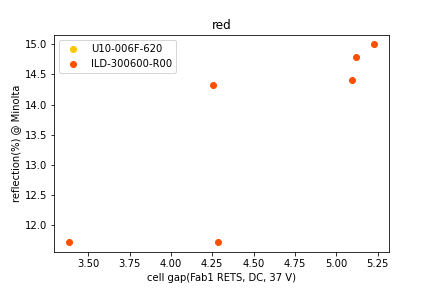 red
U10-006F-620
ILD-300600-R00
reflection(%) @ Minolta
15.0
14.5
14.0
13.5
13.0
12.5
12.0
3.50 3.75 4.00 4.25 4.50 4.75 5.00 5.25
cell gap(Fab1 RETS, DC, 37 V)